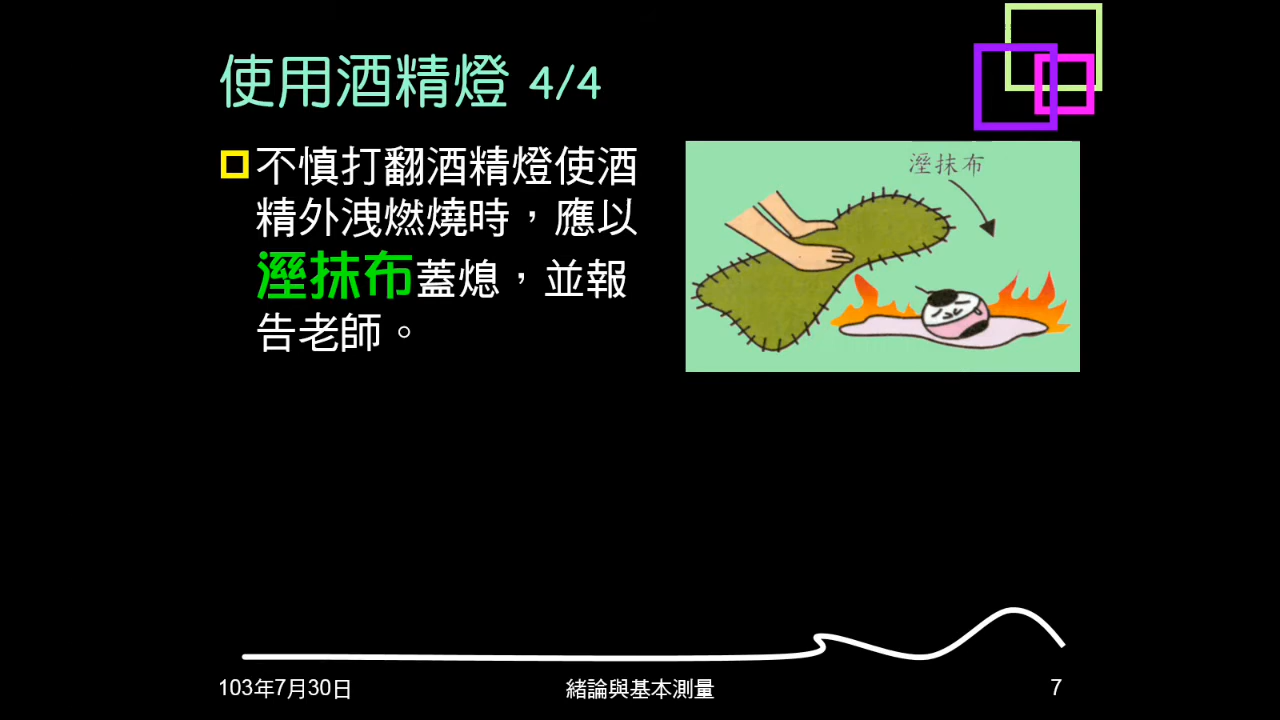 使用酒精燈 4/4
不慎打翻酒精燈使酒
精外洩燃燒時，應以
溼抹布蓋熄，並報
告老師。
溼抹布
103年7月30日
緒論與基本測量
7